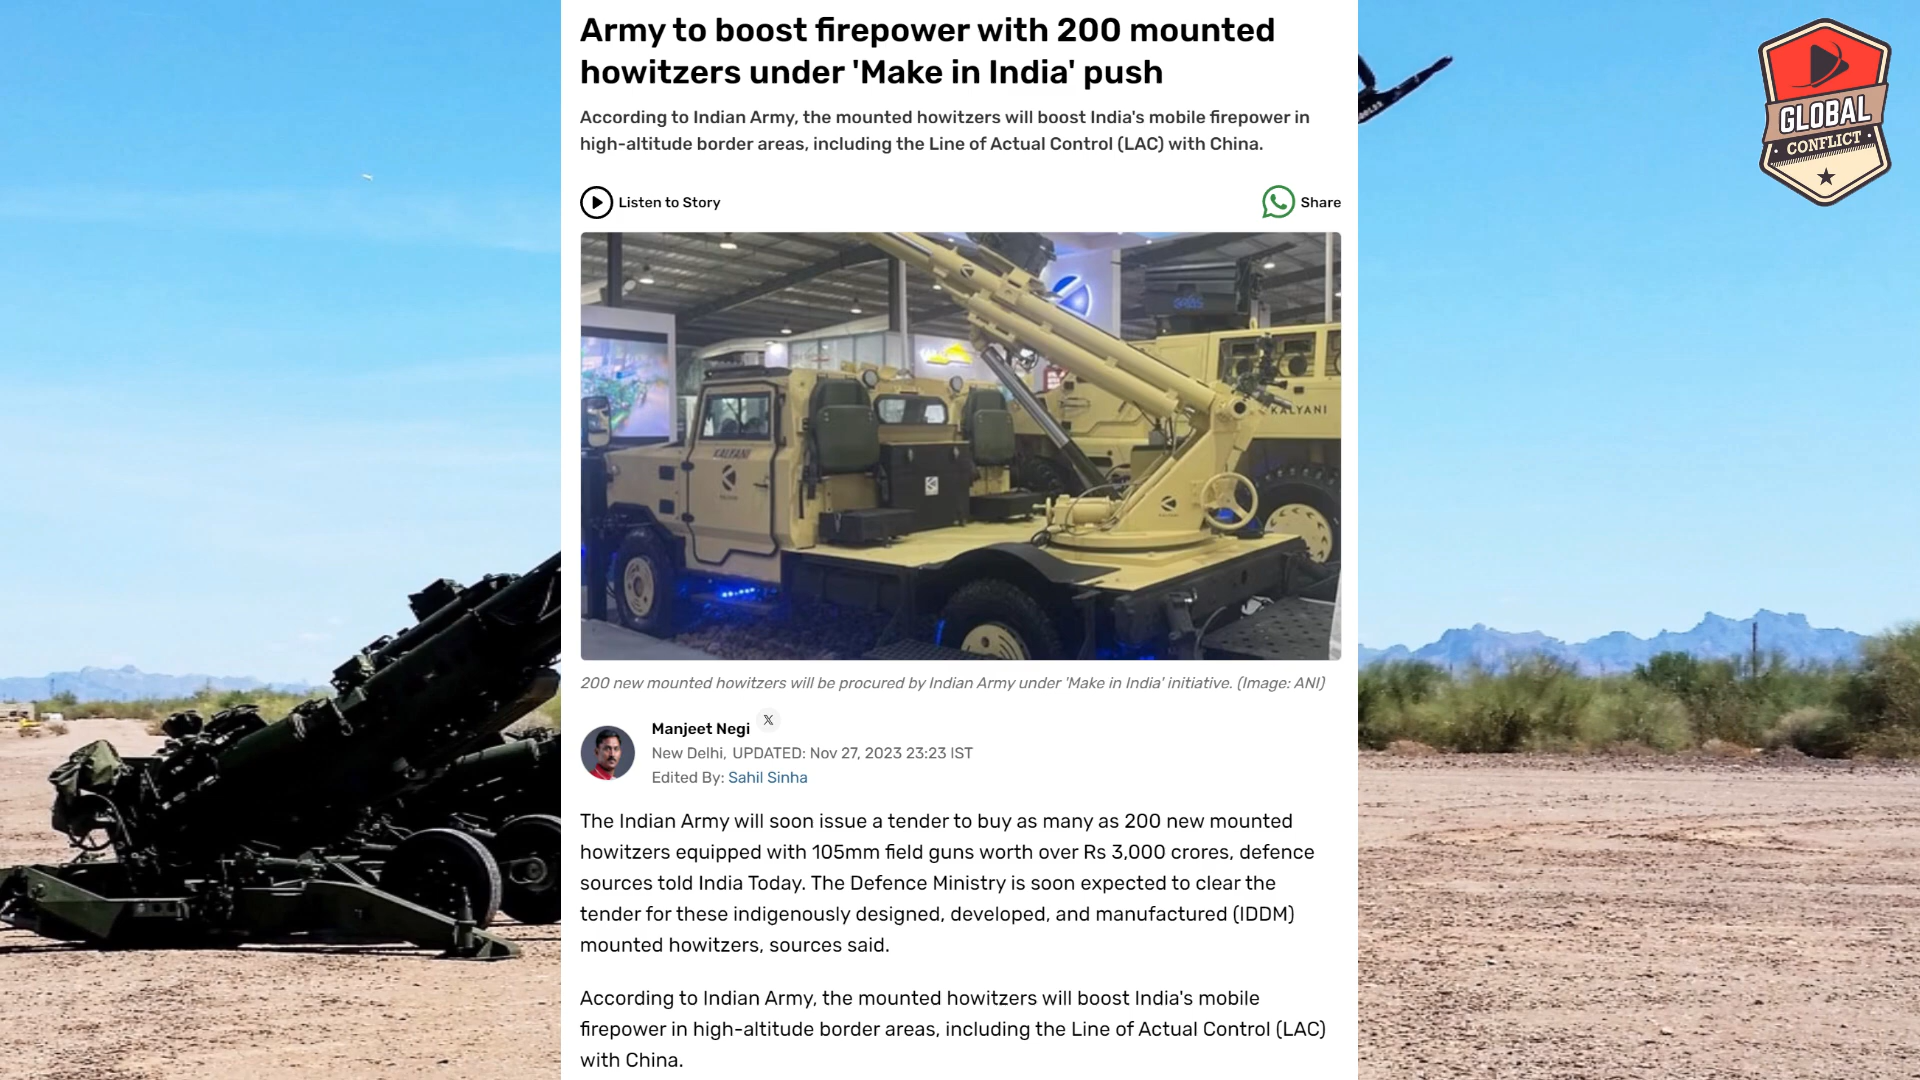 Army to boost firepower with 200 mounted
howitzers under 'Make in India' push
According to Indian Army, the mounted howitzers will boost India's mobile firepower in
high-altitude border areas, including the Line of Actual Control (LAC) with China.
Listen to Story
Share
KALYANI
KALYANI
200 new mounted howitzers will be procured by Indian Army under 'Make in India' initiative. (Image: ANI)
Manjeet Negi
New Delhi, UPDATED: Nov 27, 2023 23:23 IST
Edited By: Sahil Sinha
The Indian Army will soon issue a tender to buy as many as 200 new mounted
howitzers equipped with 105mm field guns worth over Rs 3,000 crores, defence
sources told India Today. The Defence Ministry is soon expected to clear the
tender for these indigenously designed, developed, and manufactured (IDDM)
mounted howitzers, sources said.
According to Indian Army, the mounted howitzers will boost India's mobile
firepower in high-altitude border areas, including the Line of Actual Control (LAC)
with China.
GLOBAL
CONFLICT